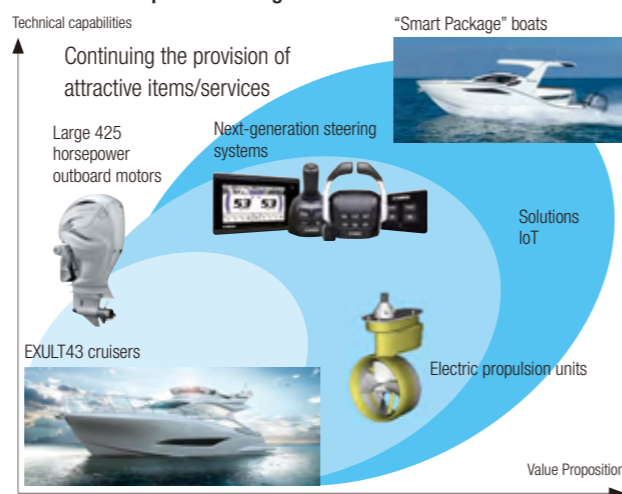 Technical capabilities
“Smart Package” boats
Continuing the provision of
attractive items/services
Large 425
horsepower
outboard motors
Next-generation steering
systems
Solutions
IoT
EXULT43 cruisers
Electric propulsion units
Value Proposition